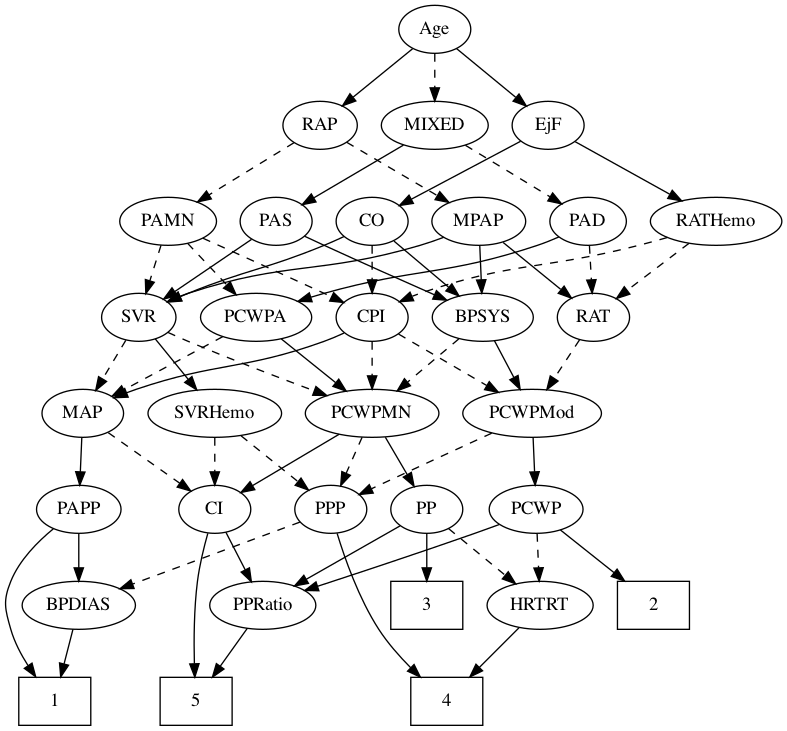 Age
RAP
MIXED
EjF
PAMN
PAS
CO
MPAP
PAD
RATHemo
SVR
PCWPA
CPI
BPSYS
RAT
MAP
SVRHemo
PCWPMN
PCWPMod
PAPP
CI
PPP
PP
PCWP
BPDIAS
PPRatio
3
HRTRT
2
1
5
4